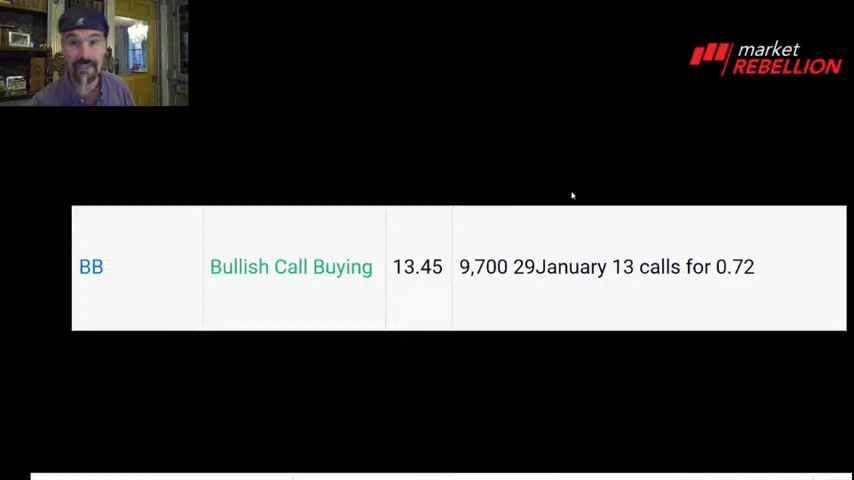 market
REBELLION
BB Bullish Call Buying 13.45 9,700 29January 13 calls for 0.72